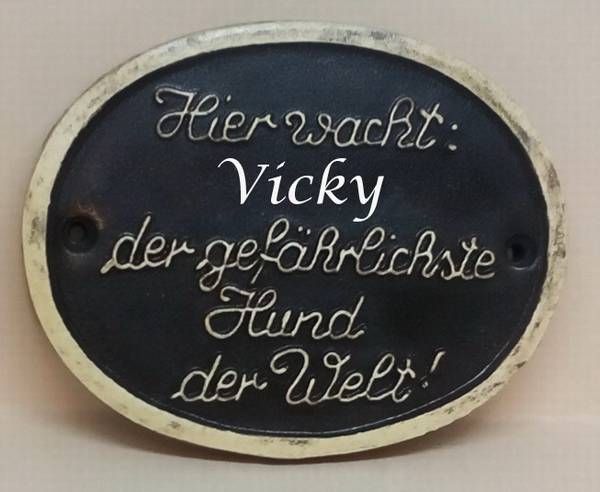 Hier wacht:
Vicky
der gefährlichste
Hund
der Welt!